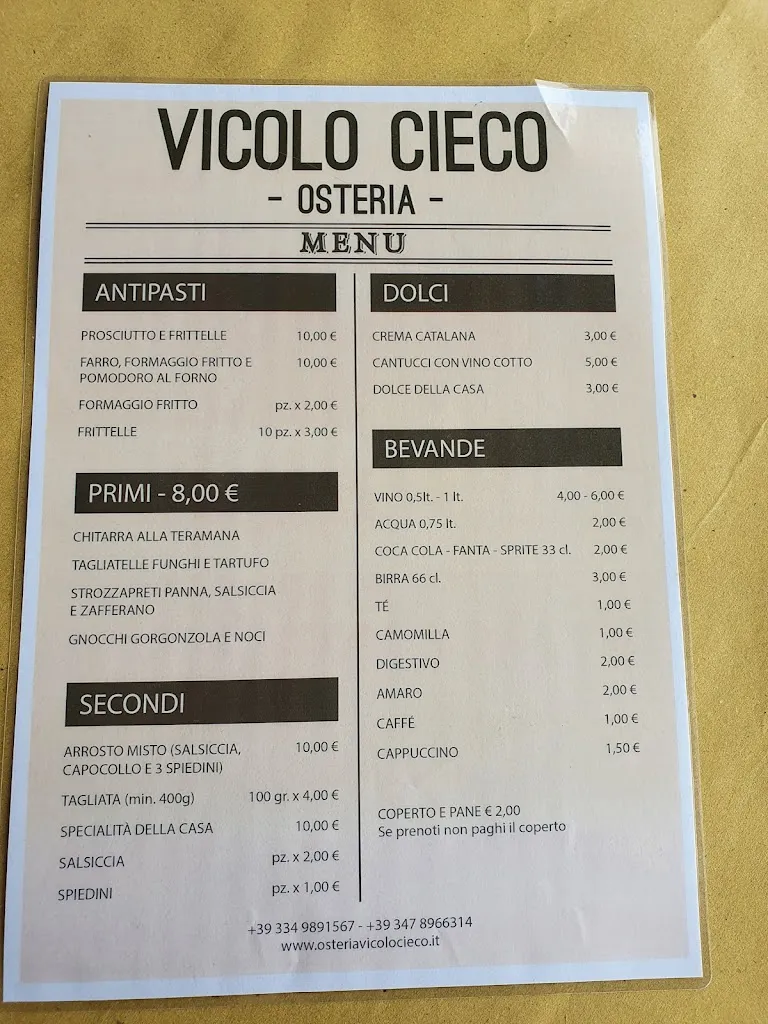 VICOLO CIECO
- OSTERIA -
MENU
ANTIPASTI
PROSCIUTTO E FRITTELLE 10,00 €
FARRO, FORMAGGIO FRITTO E 10,00 €
POMODORO AL FORNO
FORMAGGIO FRITTO pz. x 2,00 €
FRITTELLE 10 pz. x 3,00 €
PRIMI - 8,00 €
CHITARRA ALLA TERAMANA
TAGLIATELLE FUNGHI E TARTUFO
STROZZAPRETI PANNA, SALSICCIA
E ZAFFERANO
GNOCCHI GORGONZOLA E NOCI
SECONDI
ARROSTO MISTO (SALSICCIA, 10,00 €
CAPOCOLLO E 3 SPIEDINI)
TAGLIATA (min. 400g) 100 gr. x 4,00 €
SPECIALITÀ DELLA CASA 10,00 €
SALSICCIA pz. x 2,00 €
SPIEDINI pz. x 1,00 €
DOLCI
CREMA CATALANA 3,00 €
CANTUCCI CON VINO COTTO 5,00 €
DOLCE DELLA CASA 3,00 €
BEVANDE
VINO 0,5lt. - 1 lt. 4,00 - 6,00 €
ACQUA 0,75 lt. 2,00 €
COCA COLA - FANTA - SPRITE 33 cl. 2,00 €
BIRRA 66 cl. 3,00 €
TÉ 1,00 €
CAMOMILLA 1,00 €
DIGESTIVO 2,00 €
AMARO 2,00 €
CAFFÉ 1,00 €
CAPPUCCINO 1,50 €
COPERTO E PANE € 2,00
Se prenoti non paghi il coperto
+39 334 9891567 - +39 347 8966314
www.osteriavicolocieco.it